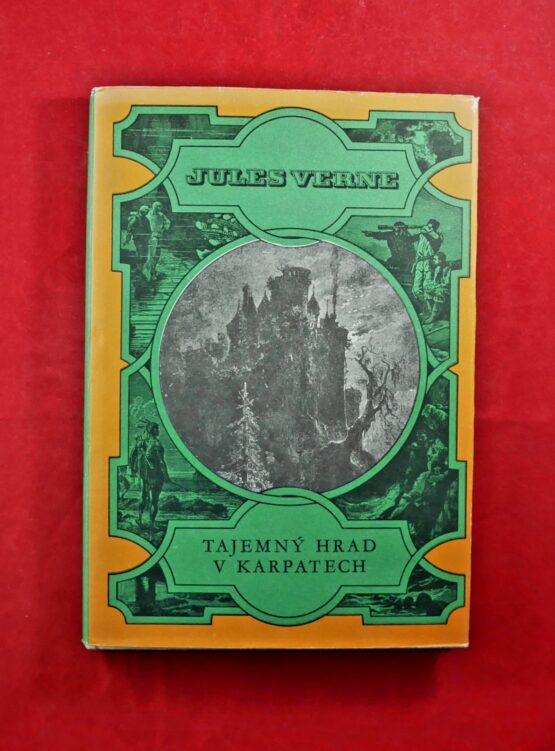 JULES VERNE
TAJEMNÝ HRAD
V KARPATECH